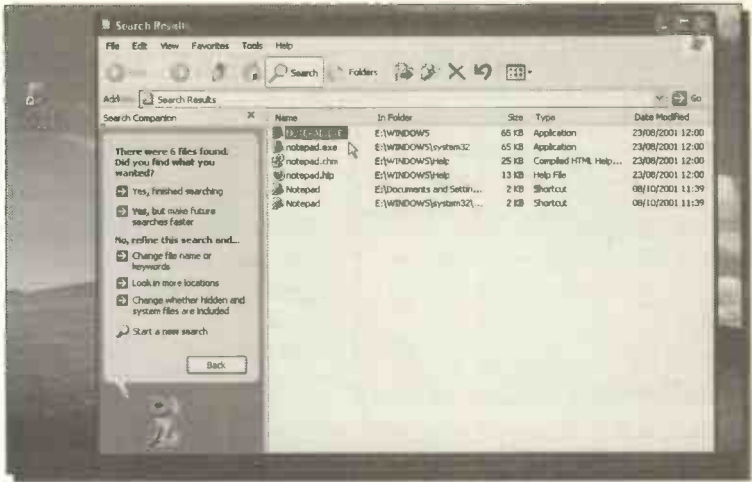 Search Results
File Edit View Favorites Tools Help
Search Folders
Add Search Results Go
Search Companion
There were 6 files found.
Did you find what you
wanted?
Yes, finished searching
Yes, but make future
searches faster
No, refine this search and...
Change file name or
keywords
Look in more locations
Change whether hidden and
system files are included
Start a new search
Back
Name In Folder Size Type Date Modified
NOTEPAD.EXE E:\WINDOWS 65 KB Application 23/08/2001 12:00
notepad.exe E:\WINDOWS\system32 65 KB Application 23/08/2001 12:00
notepad.chm E:\WINDOWS\Help 25 KB Compiled HTML Help... 23/08/2001 12:00
notepad.hlp E:\WINDOWS\Help 13 KB Help File 23/08/2001 12:00
Notepad E:\Documents and Settin... 2 KB Shortcut 08/10/2001 11:39
Notepad E:\WINDOWS\system32\... 2 KB Shortcut 08/10/2001 11:39